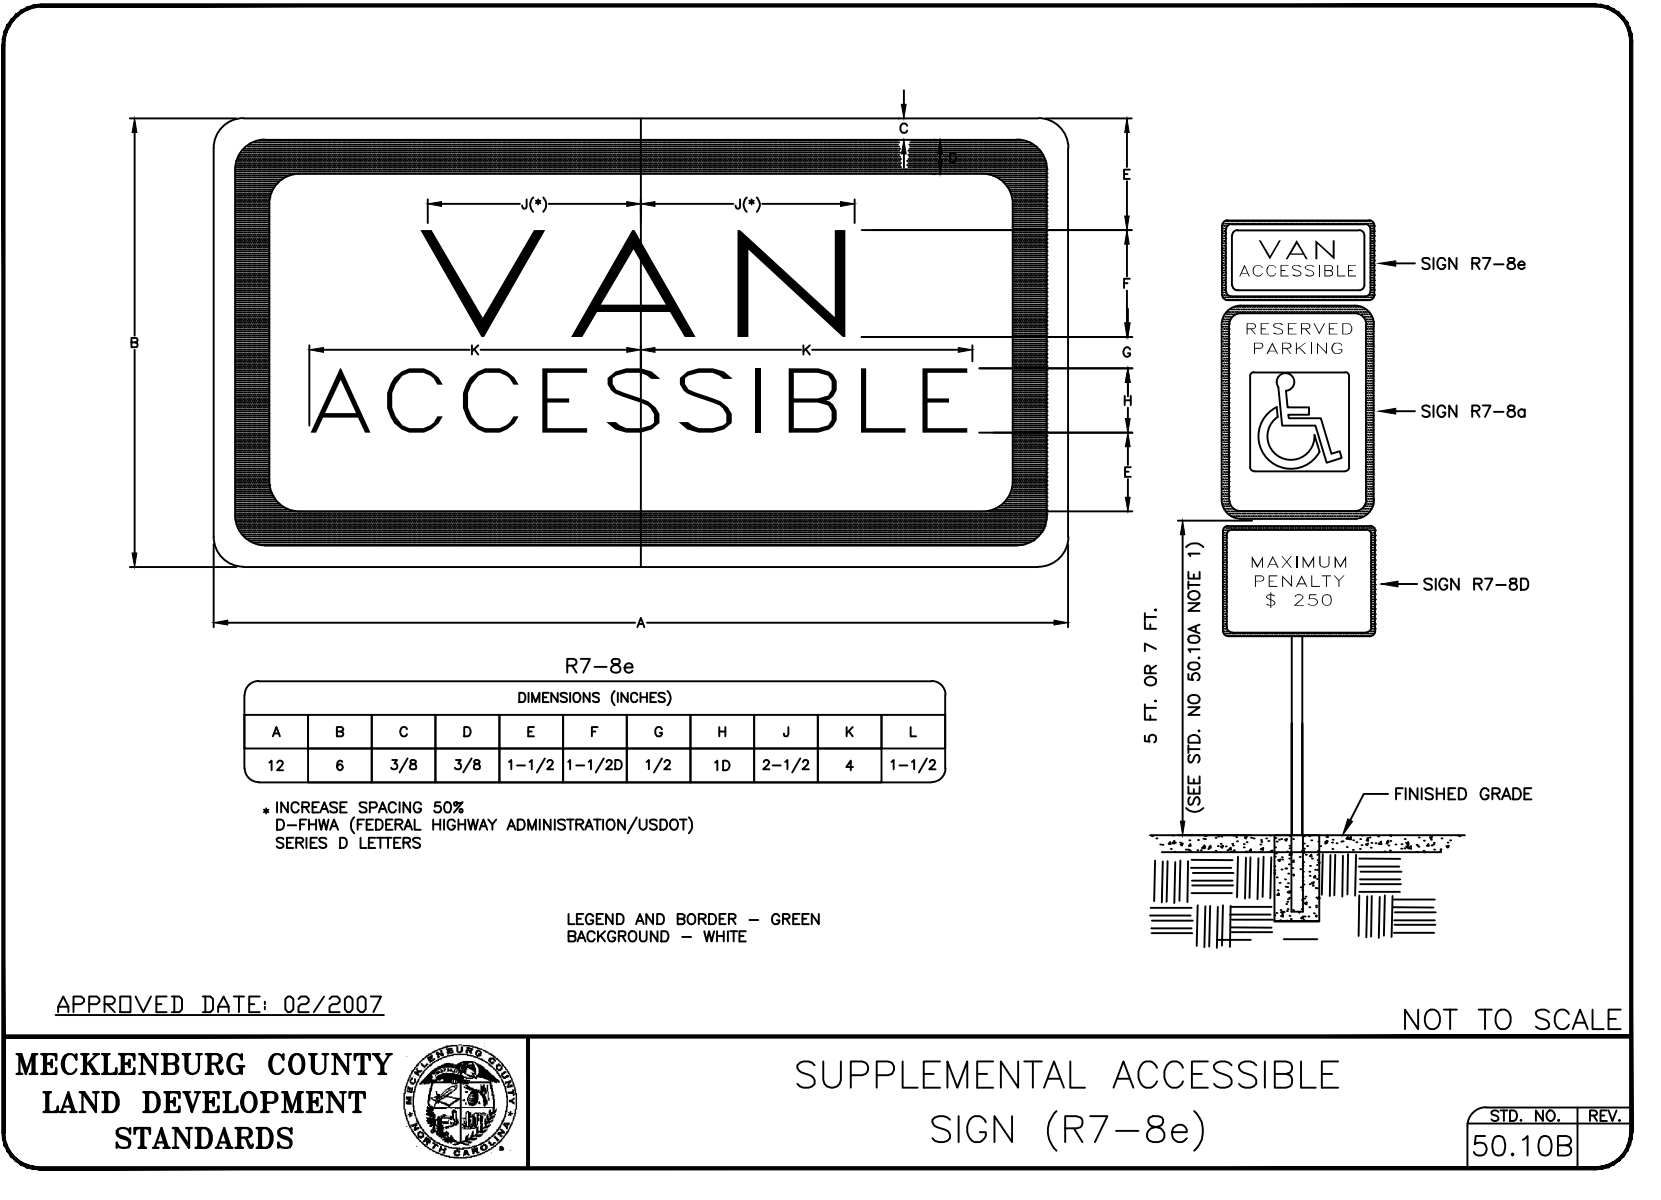 C
D
E
J(*) J(*)
VAN
F
B
K K
G
ACCESSIBLE
H
E
A
VAN
ACCESSIBLE
SIGN R7-8e
RESERVED
PARKING
SIGN R7-8a
MAXIMUM
PENALTY
$ 250
SIGN R7-8D
5 FT. OR 7 FT.
(SEE STD. NO 50.10A NOTE 1)
FINISHED GRADE
R7-8e
DIMENSIONS (INCHES)
A B C D E F G H J K L
12 6 3/8 3/8 1-1/2 1-1/2D 1/2 1D 2-1/2 4 1-1/2
* INCREASE SPACING 50%
D-FHWA (FEDERAL HIGHWAY ADMINISTRATION/USDOT)
SERIES D LETTERS
LEGEND AND BORDER - GREEN
BACKGROUND - WHITE
APPROVED DATE: 02/2007
NOT TO SCALE
MECKLENBURG COUNTY
LAND DEVELOPMENT
STANDARDS
MECKLENBURG COUNTY
NORTH CAROLINA
SUPPLEMENTAL ACCESSIBLE
SIGN (R7-8e)
STD. NO. REV.
50.10B